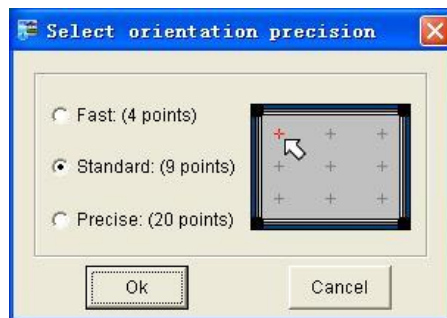 Select orientation precision
Fast: (4 points)
Standard: (9 points)
Precise: (20 points)
Ok
Cancel